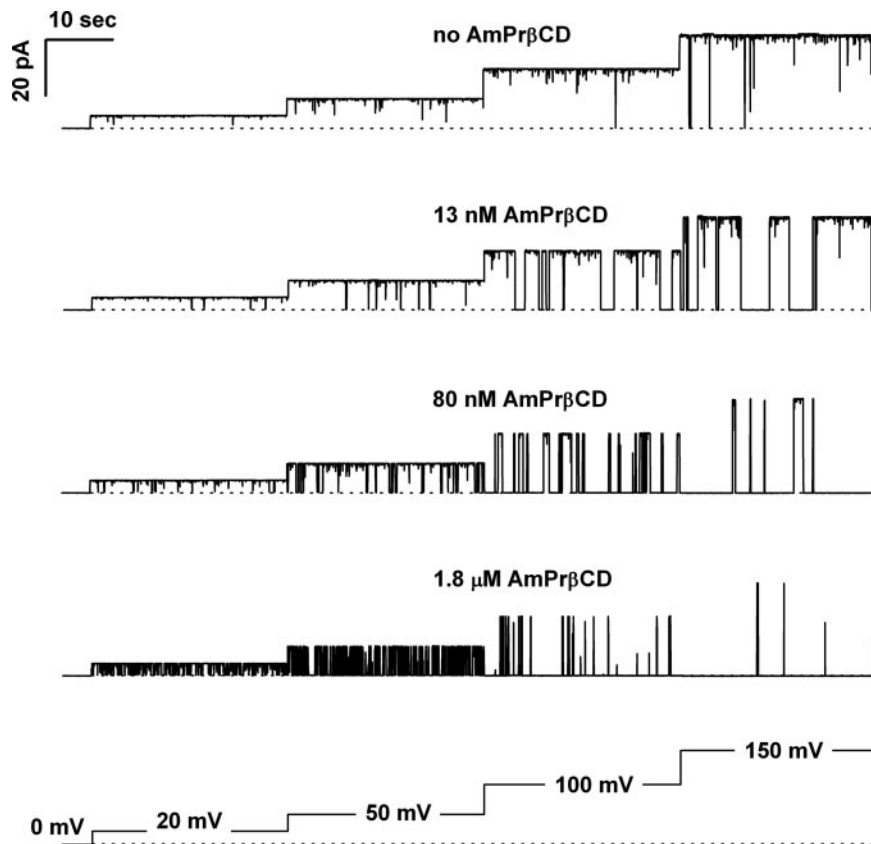 10 sec
20 pA
no AmPrβCD
13 nM AmPrβCD
80 nM AmPrβCD
1.8 μM AmPrβCD
0 mV
20 mV
50 mV
100 mV
150 mV